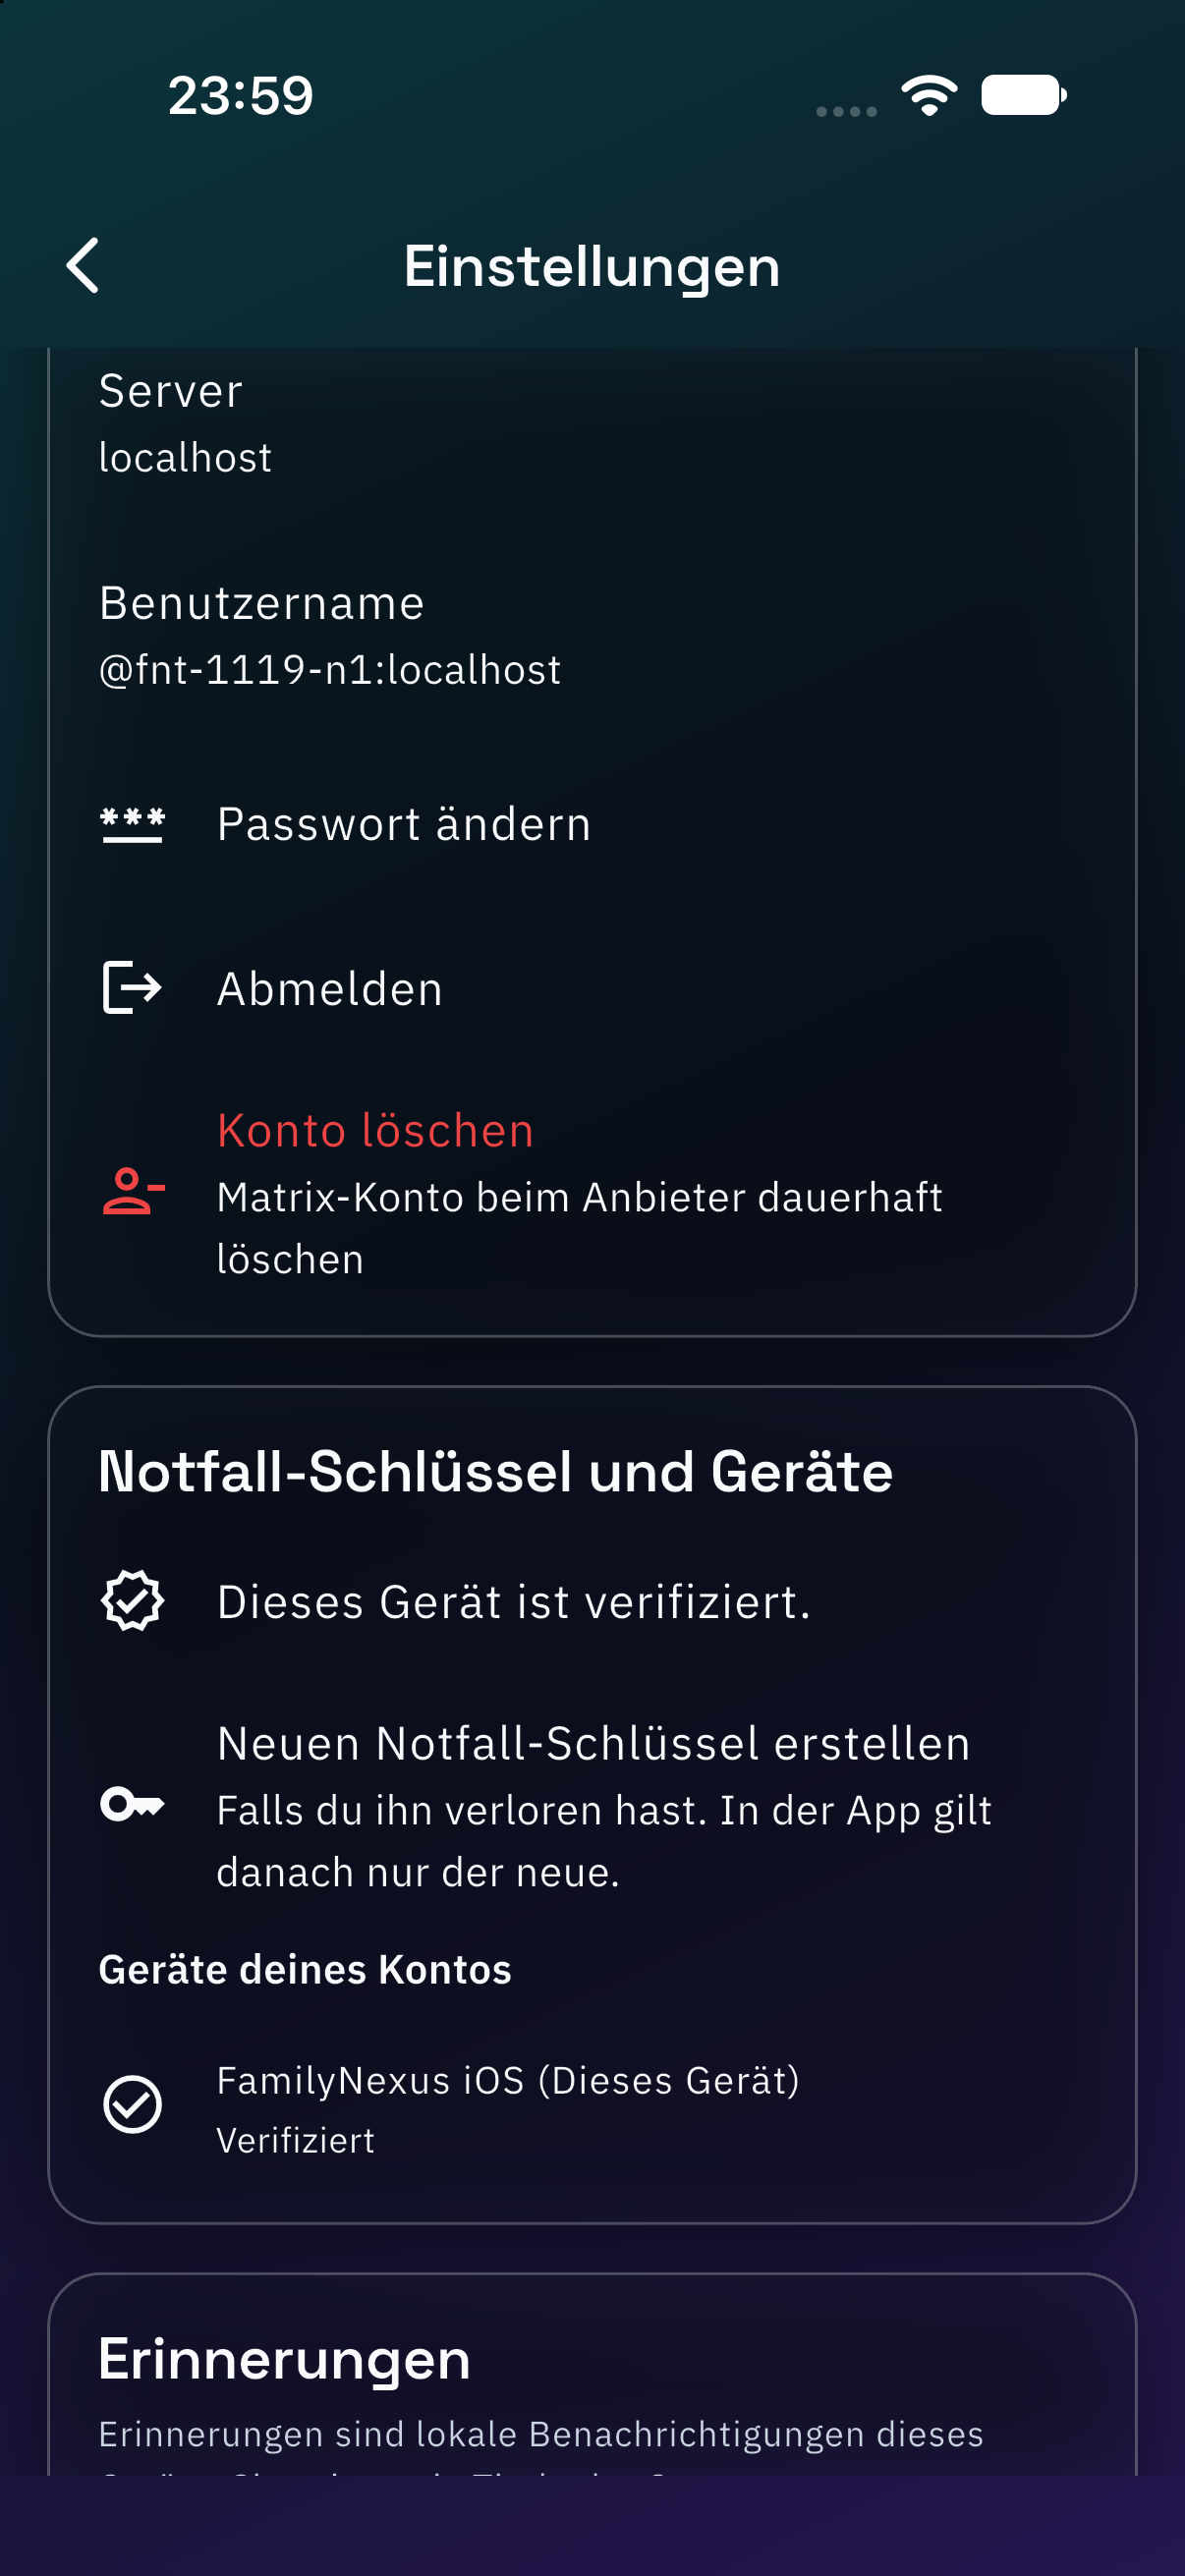 23:59
Einstellungen
Server
localhost
Benutzername
@fnt-1119-n1:localhost
Passwort ändern
Abmelden
Konto löschen
Matrix-Konto beim Anbieter dauerhaft
löschen
Notfall-Schlüssel und Geräte
Dieses Gerät ist verifiziert.
Neuen Notfall-Schlüssel erstellen
Falls du ihn verloren hast. In der App gilt
danach nur der neue.
Geräte deines Kontos
FamilyNexus iOS (Dieses Gerät)
Verifiziert
Erinnerungen
Erinnerungen sind lokale Benachrichtigungen dieses